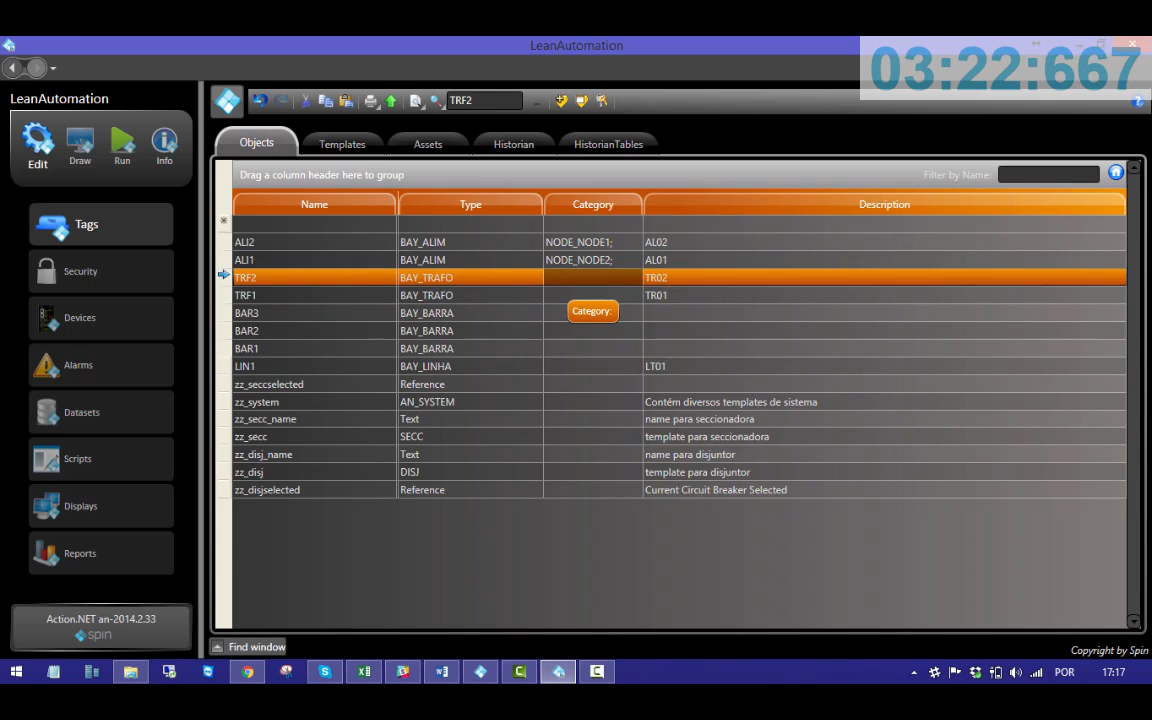 LeanAutomation
03:22:667
LeanAutomation
TRF2
Edit
Draw
Run
Info
Objects
Templates
Assets
Historian
HistorianTables
Drag a column header here to group
Filter by Name:
Name Type Category Description
ALI2 BAY_ALIM NODE_NODE1; AL02
ALI1 BAY_ALIM NODE_NODE2; AL01
TRF2 BAY_TRAFO TR02
TRF1 BAY_TRAFO TR01
BAR3 BAY_BARRA
Category:
BAR2 BAY_BARRA
BAR1 BAY_BARRA
LIN1 BAY_LINHA LT01
zz_seccselected Reference
zz_system AN_SYSTEM Contém diversos templates de sistema
zz_secc_name Text name para seccionadora
zz_secc SECC template para seccionadora
zz_disj_name Text name para disjuntor
zz_disj DISJ template para disjuntor
zz_disjselected Reference Current Circuit Breaker Selected
Tags
Security
Devices
Alarms
Datasets
Scripts
Displays
Reports
Action.NET an-2014.2.33
spin
Find window
Copyright by Spin
POR 17:17